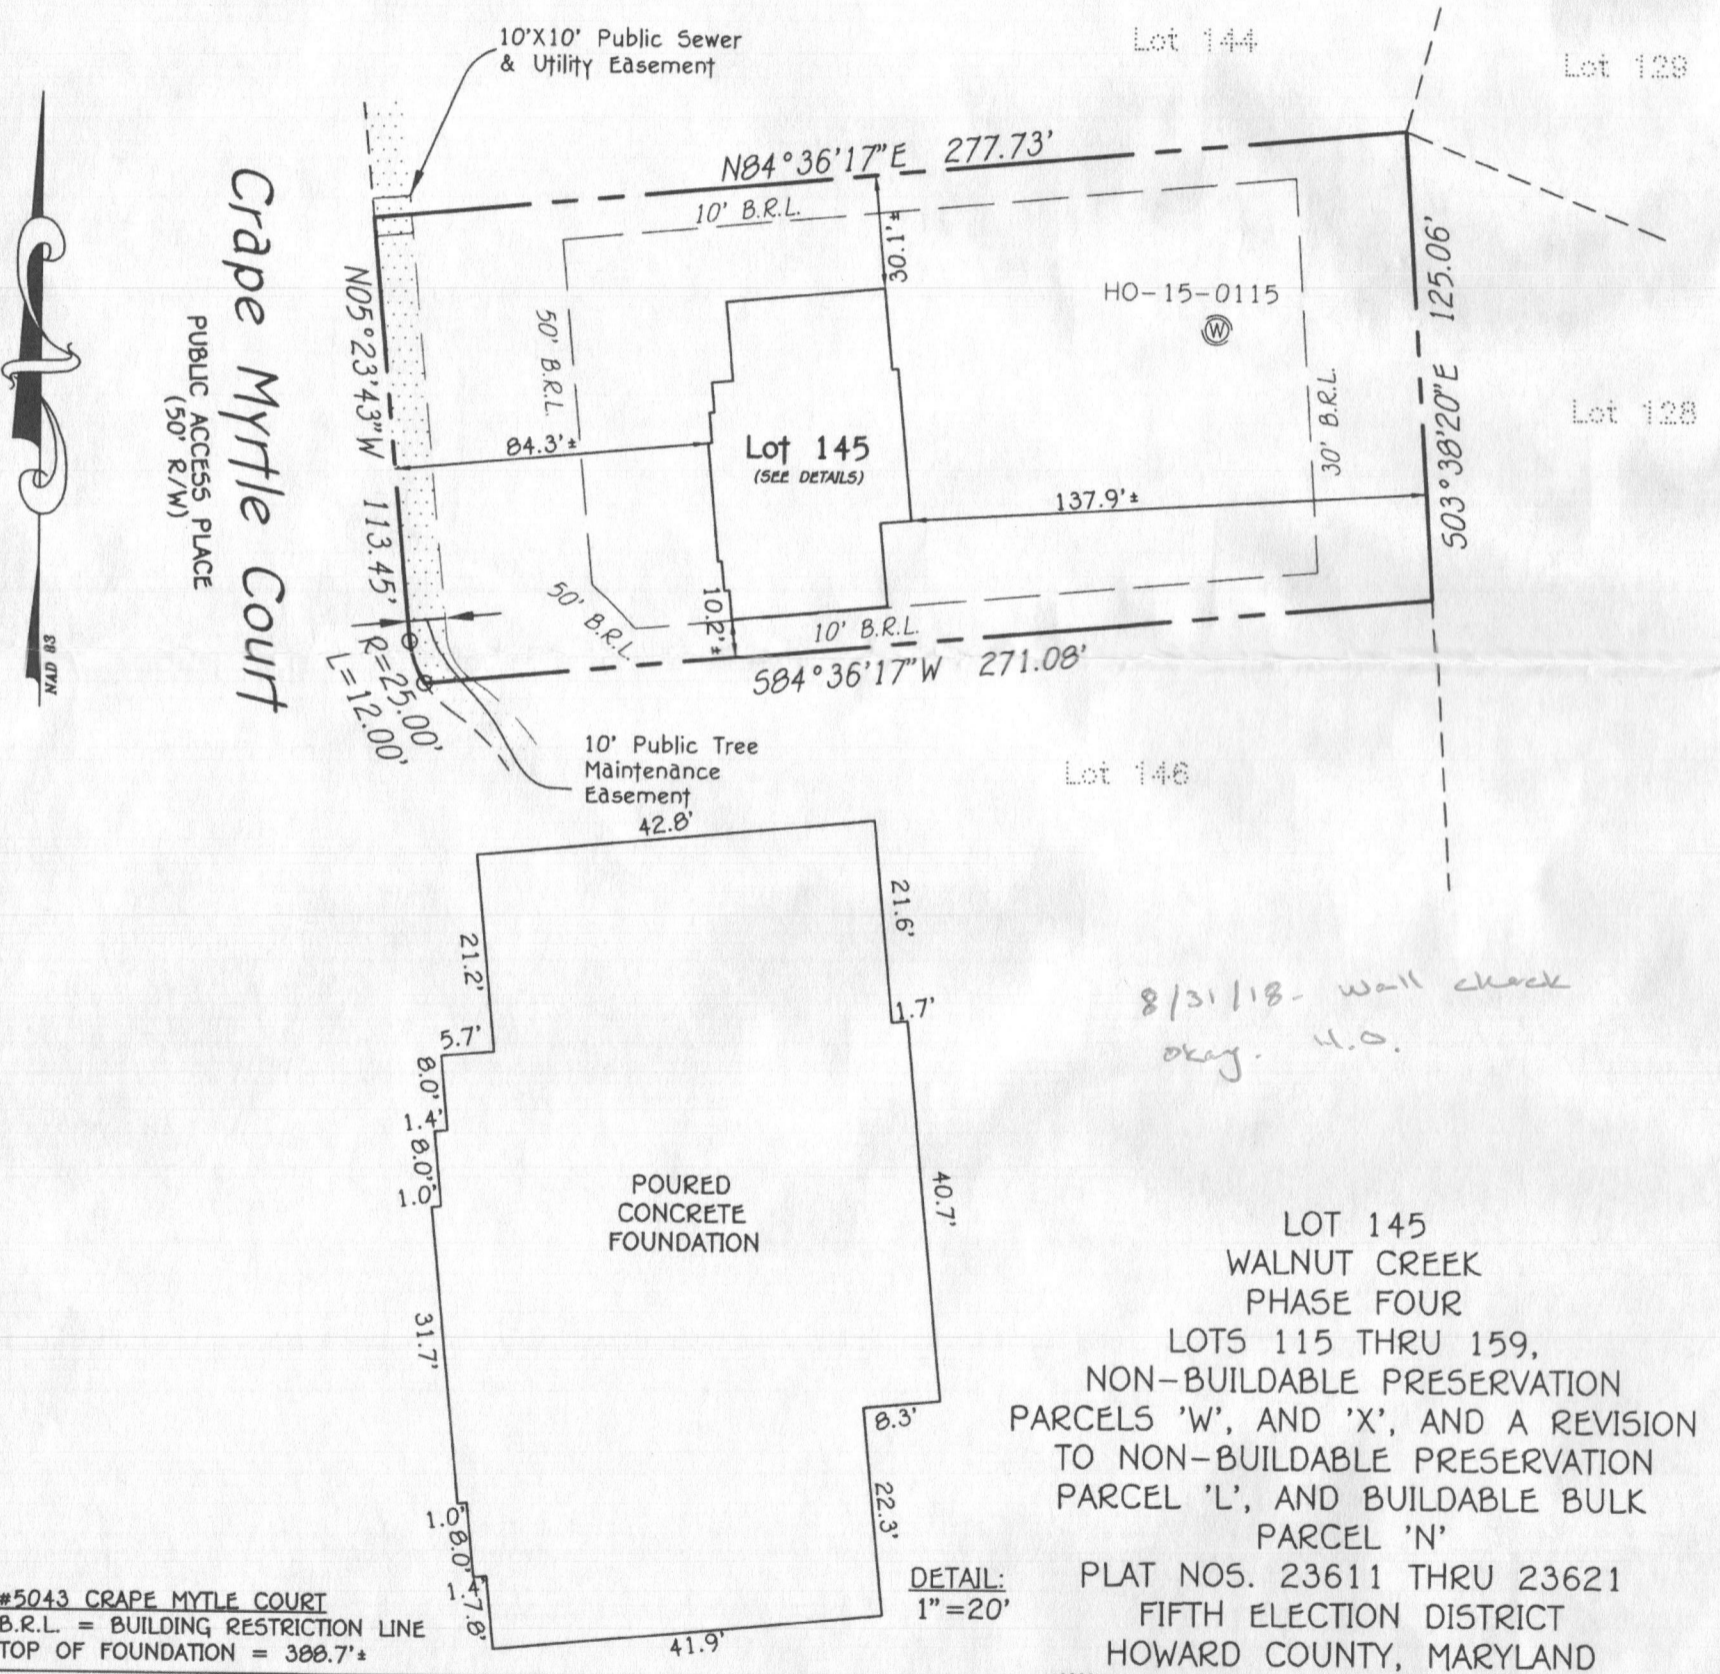 10'X10' Public Sewer
& Utility Easement
Lot 144
Lot 129
N84°36'17"E 277.73'
10' B.R.L.
30.1'±
HO-15-0115
W
S03°38'20"E 125.06'
Lot 128
30' B.R.L.
50' B.R.L.
N05°23'43"W 113.45'
Crape Myrtle Court
PUBLIC ACCESS PLACE
(50' R/W)
NAD 83
84.3'±
Lot 145
(SEE DETAILS)
137.9'±
50' B.R.L.
10.2'±
10' B.R.L.
S84°36'17"W 271.08'
R=25.00'
L=12.00'
10' Public Tree
Maintenance
Easement
Lot 146
42.8'
21.6'
21.2'
1.7'
5.7'
8.0'
1.4'
8.0'
1.0'
40.7'
POURED
CONCRETE
FOUNDATION
31.7'
8.3'
22.3'
1.0'
8.0'
1.4'
7.8'
41.9'
8/31/18- Wall check
okay. H.O.
DETAIL:
1"=20'
LOT 145
WALNUT CREEK
PHASE FOUR
LOTS 115 THRU 159,
NON-BUILDABLE PRESERVATION
PARCELS 'W', AND 'X', AND A REVISION
TO NON-BUILDABLE PRESERVATION
PARCEL 'L', AND BUILDABLE BULK
PARCEL 'N'
PLAT NOS. 23611 THRU 23621
FIFTH ELECTION DISTRICT
HOWARD COUNTY, MARYLAND
#5043 CRAPE MYTLE COURT
B.R.L. = BUILDING RESTRICTION LINE
TOP OF FOUNDATION = 388.7'±